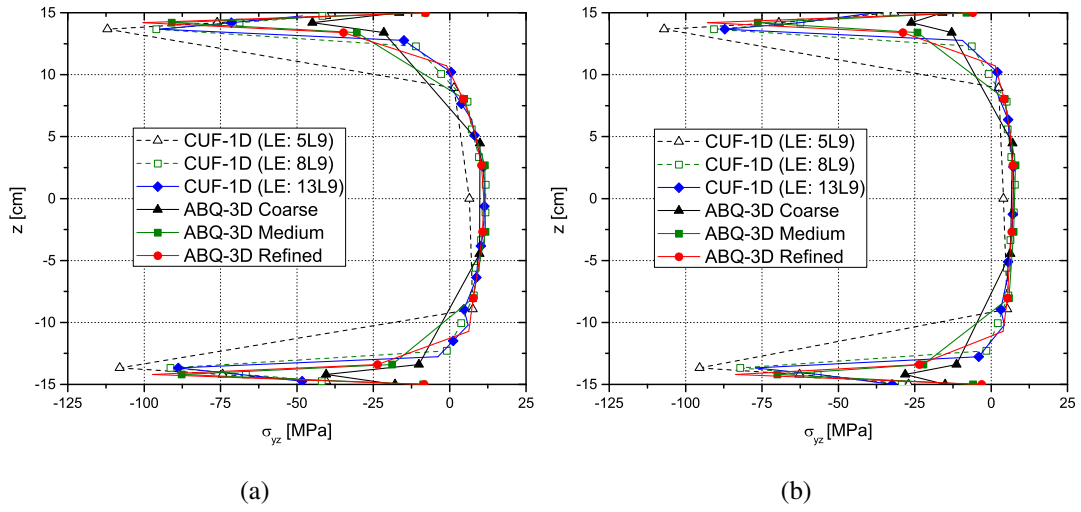 15
10
5
0
-5
-10
-15
z [cm]
-125 -100 -75 -50 -25 0 25
σyz [MPa]
CUF-1D (LE: 5L9)
CUF-1D (LE: 8L9)
CUF-1D (LE: 13L9)
ABQ-3D Coarse
ABQ-3D Medium
ABQ-3D Refined
(a)
15
10
5
0
-5
-10
-15
z [cm]
-125 -100 -75 -50 -25 0 25
σyz [MPa]
CUF-1D (LE: 5L9)
CUF-1D (LE: 8L9)
CUF-1D (LE: 13L9)
ABQ-3D Coarse
ABQ-3D Medium
ABQ-3D Refined
(b)